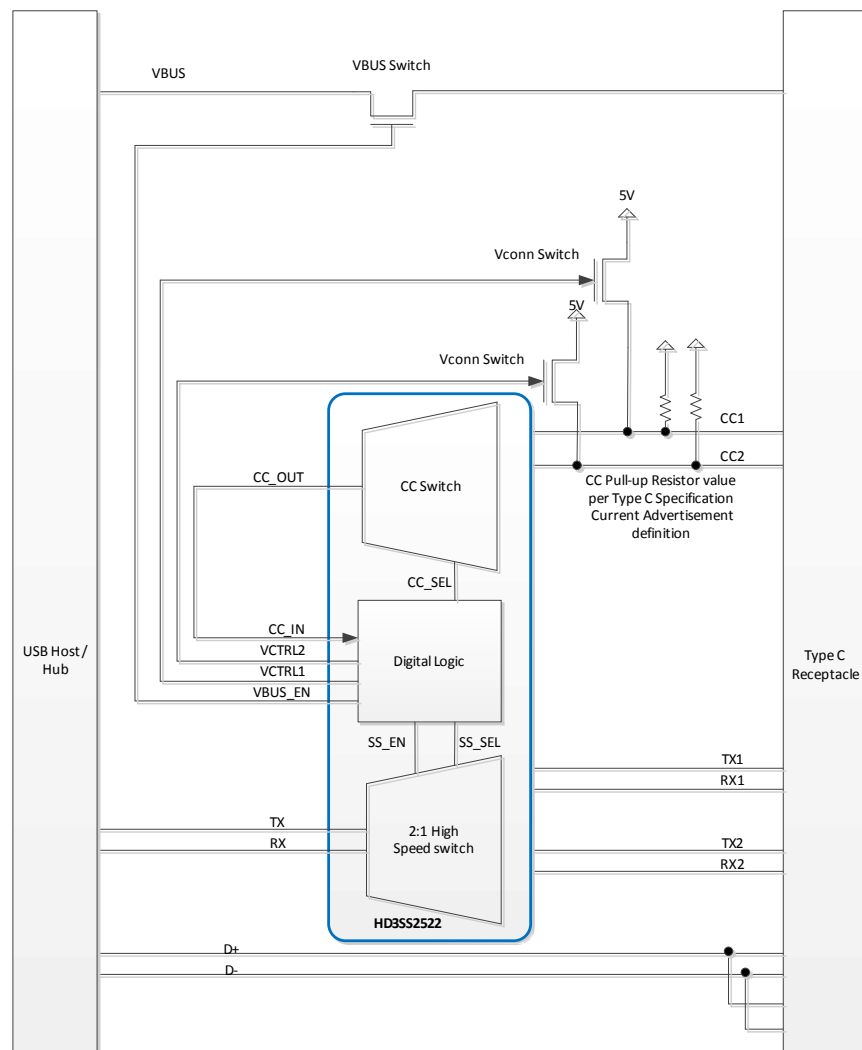 VBUS Switch
VBUS
5V
Vconn Switch
5V
Vconn Switch
CC1
CC2
CC_OUT
CC Switch
CC Pull-up Resistor value
per Type C Specification
Current Advertisement
definition
CC_SEL
CC_IN
VCTRL2
VCTRL1
VBUS_EN
Digital Logic
USB Host /
Hub
Type C
Receptacle
SS_EN
SS_SEL
TX1
RX1
TX
RX
2:1 High
Speed switch
TX2
RX2
HD3SS2522
D+
D-